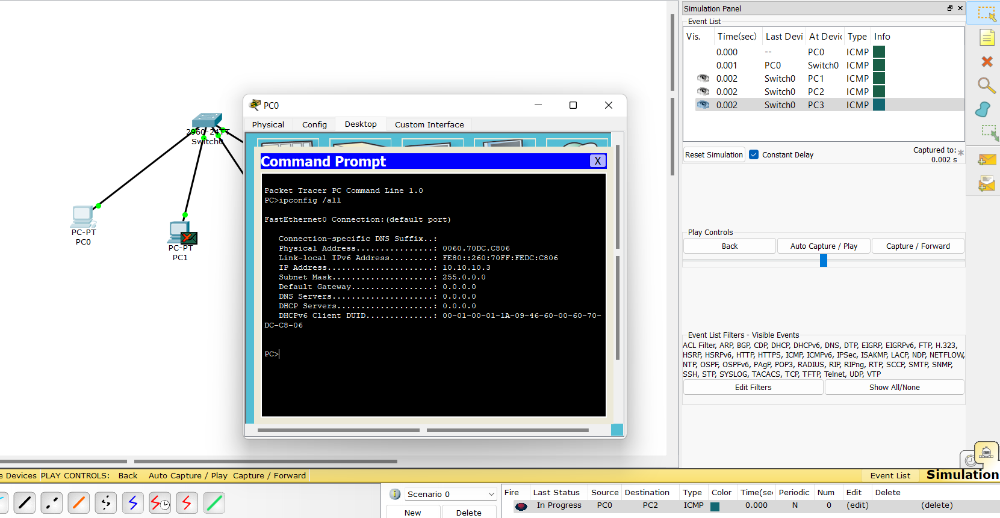 2960-24TT
Switch0
PC-PT
PC0
PC-PT
PC1
PC0
Physical
Config
Desktop
Custom Interface
Command Prompt
X
Packet Tracer PC Command Line 1.0
PC>ipconfig /all
FastEthernet0 Connection:(default port)
Connection-specific DNS Suffix..:
Physical Address................: 0060.70DC.C806
Link-local IPv6 Address.........: FE80::260:70FF:FEDC:C806
IP Address......................: 10.10.10.3
Subnet Mask.....................: 255.0.0.0
Default Gateway.................: 0.0.0.0
DNS Servers.....................: 0.0.0.0
DHCP Servers....................: 0.0.0.0
DHCPv6 Client DUID..............: 00-01-00-01-1A-09-46-60-00-60-70-
DC-C8-06
PC>
Simulation Panel
Event List
Vis. Time(sec) Last Devi At Devic Type Info
0.000 -- PC0 ICMP
0.001 PC0 Switch0 ICMP
0.002 Switch0 PC1 ICMP
0.002 Switch0 PC2 ICMP
0.002 Switch0 PC3 ICMP
Reset Simulation
Constant Delay
Captured to:
0.002 s
*
Play Controls
Back
Auto Capture / Play
Capture / Forward
Event List Filters - Visible Events
ACL Filter, ARP, BGP, CDP, DHCP, DHCPv6, DNS, DTP, EIGRP, EIGRPv6, FTP, H.323,
HSRP, HSRPv6, HTTP, HTTPS, ICMP, ICMPv6, IPSec, ISAKMP, LACP, NDP, NETFLOW,
NTP, OSPF, OSPFv6, PAgP, POP3, RADIUS, RIP, RIPng, RTP, SCCP, SMTP, SNMP,
SSH, STP, SYSLOG, TACACS, TCP, TFTP, Telnet, UDP, VTP
Edit Filters
Show All/None
e Devices PLAY CONTROLS: Back Auto Capture / Play Capture / Forward
Event List
Simulation
Scenario 0
New
Delete
Fire Last Status Source Destination Type Color Time(sec Periodic Num Edit Delete
In Progress PC0 PC2 ICMP 0.000 N 0 (edit) (delete)